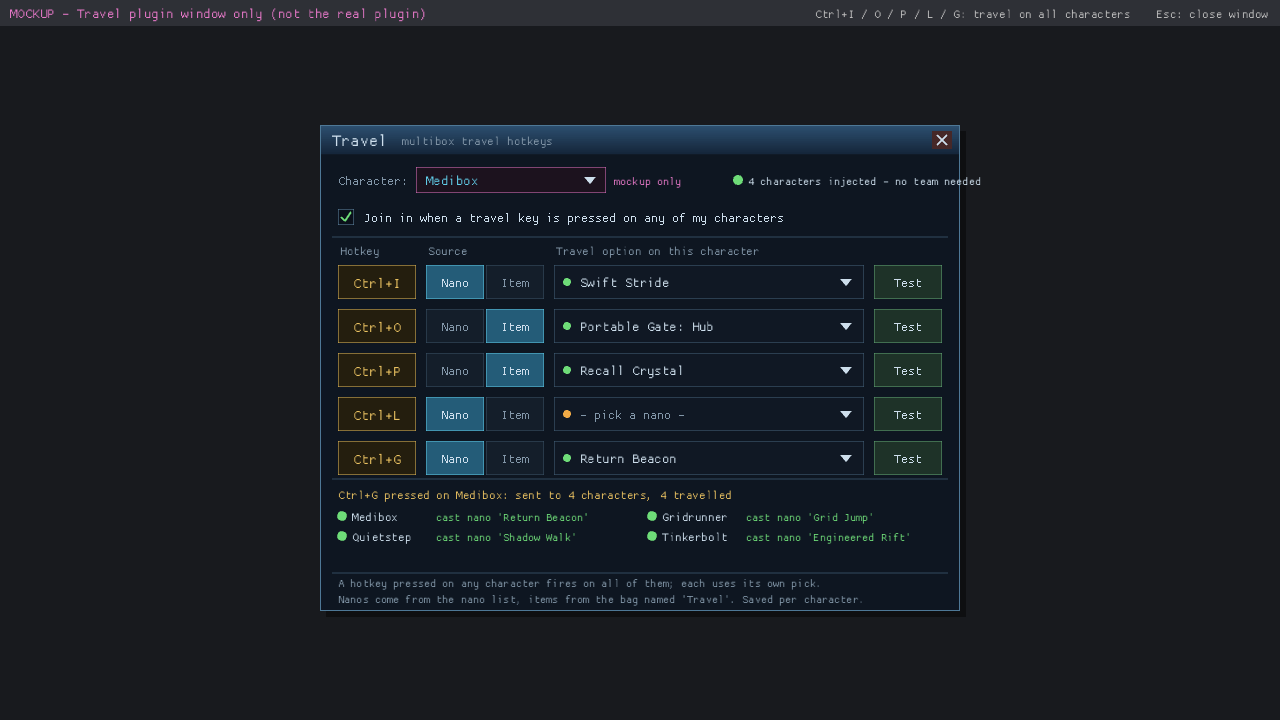 MOCKUP - Travel plugin window only (not the real plugin) Ctrl+I / O / P / L / G: travel on all characters Esc: close window
Travel multibox travel hotkeys
Character: Medibox mockup only 4 characters injected - no team needed
Join in when a travel key is pressed on any of my characters
Hotkey Source Travel option on this character
Ctrl+I Nano Item Swift Stride Test
Ctrl+O Nano Item Portable Gate: Hub Test
Ctrl+P Nano Item Recall Crystal Test
Ctrl+L Nano Item - pick a nano - Test
Ctrl+G Nano Item Return Beacon Test
Ctrl+G pressed on Medibox: sent to 4 characters, 4 travelled
Medibox cast nano 'Return Beacon' Gridrunner cast nano 'Grid Jump'
Quietstep cast nano 'Shadow Walk' Tinkerbolt cast nano 'Engineered Rift'
A hotkey pressed on any character fires on all of them; each uses its own pick.
Nanos come from the nano list, items from the bag named 'Travel'. Saved per character.